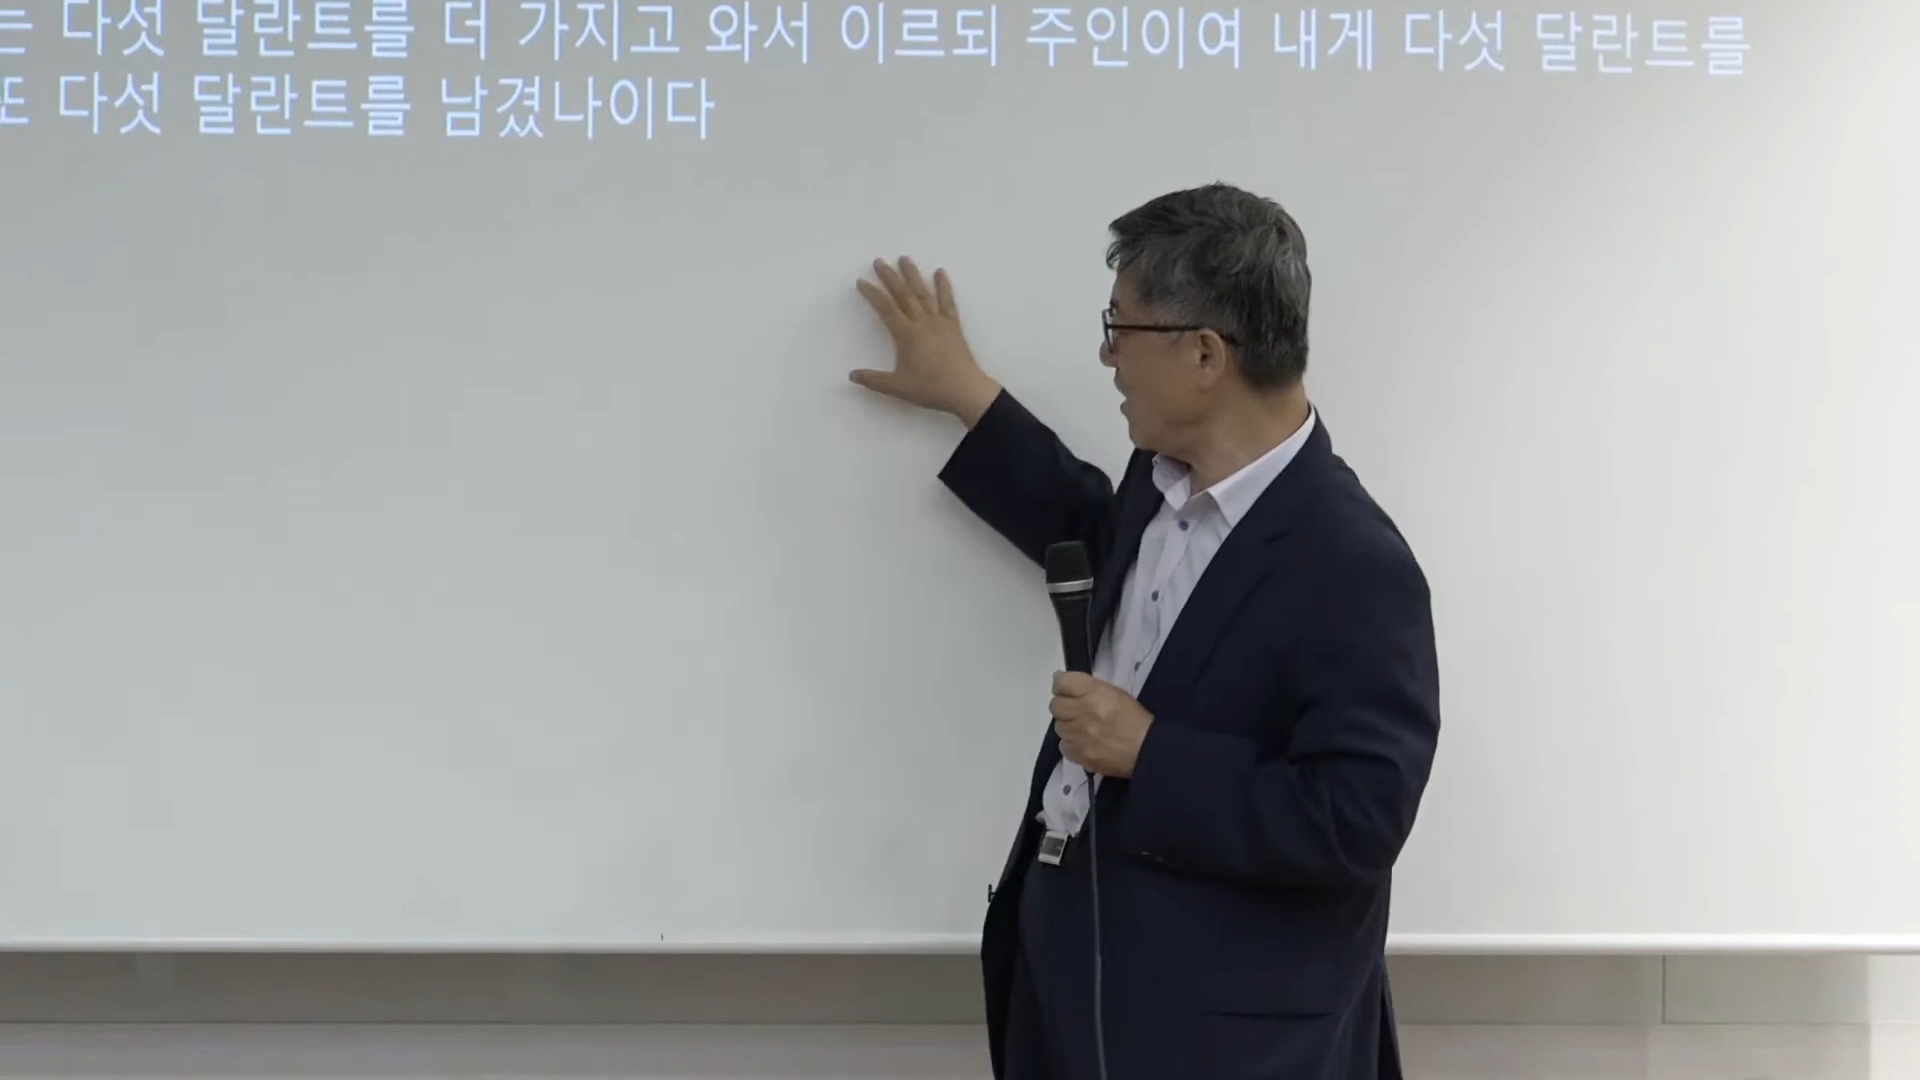 는 다섯 달란트를 더 가지고 와서 이르되 주인이여 내게 다섯 달란트를
또 다섯 달란트를 남겼나이다